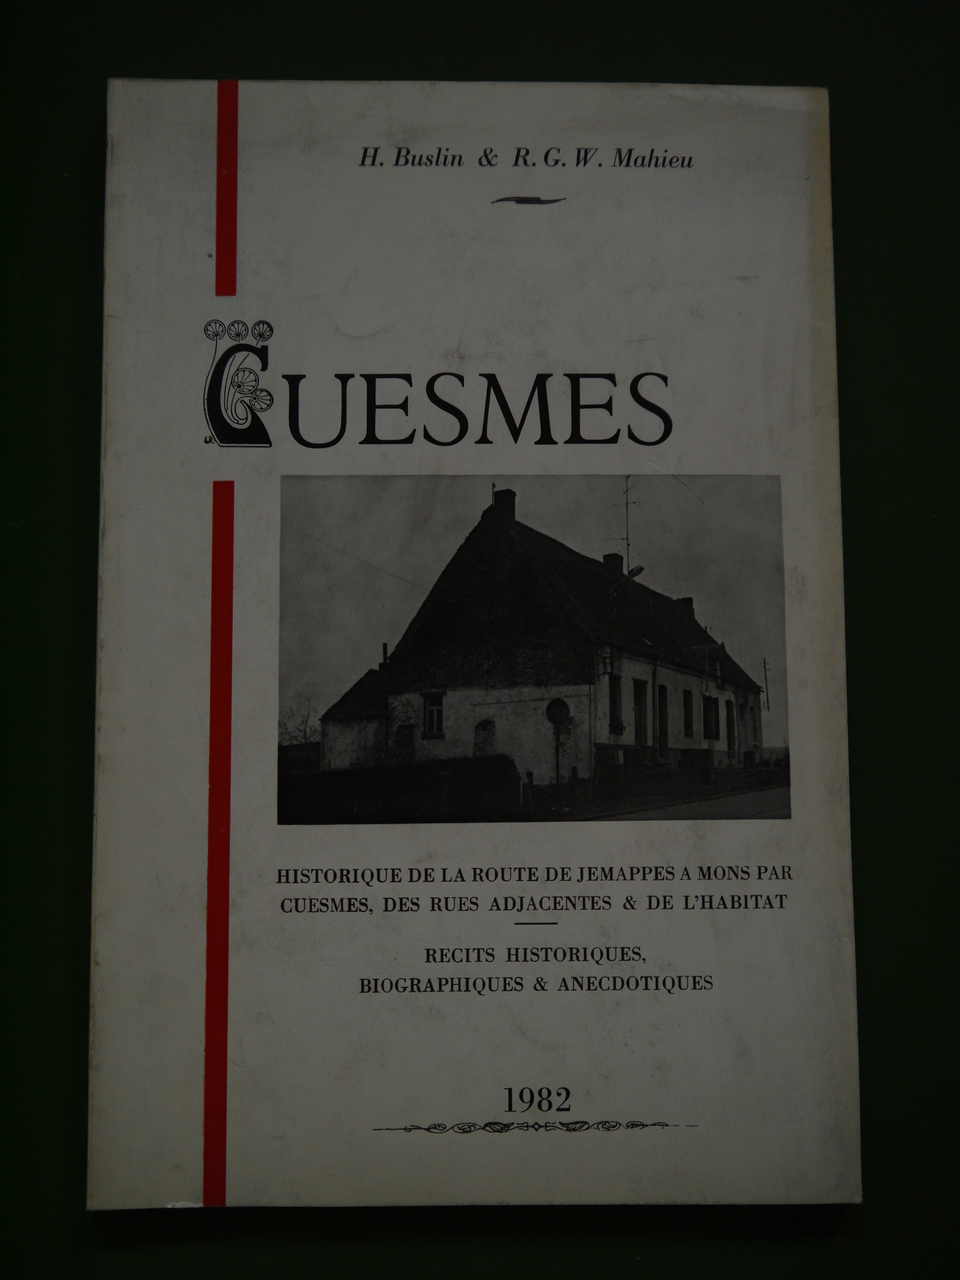 H. Buslin & R. G. W. Mahieu
CUESMES
HISTORIQUE DE LA ROUTE DE JEMAPPES A MONS PAR
CUESMES, DES RUES ADJACENTES & DE L'HABITAT
RECITS HISTORIQUES,
BIOGRAPHIQUES & ANECDOTIQUES
1982